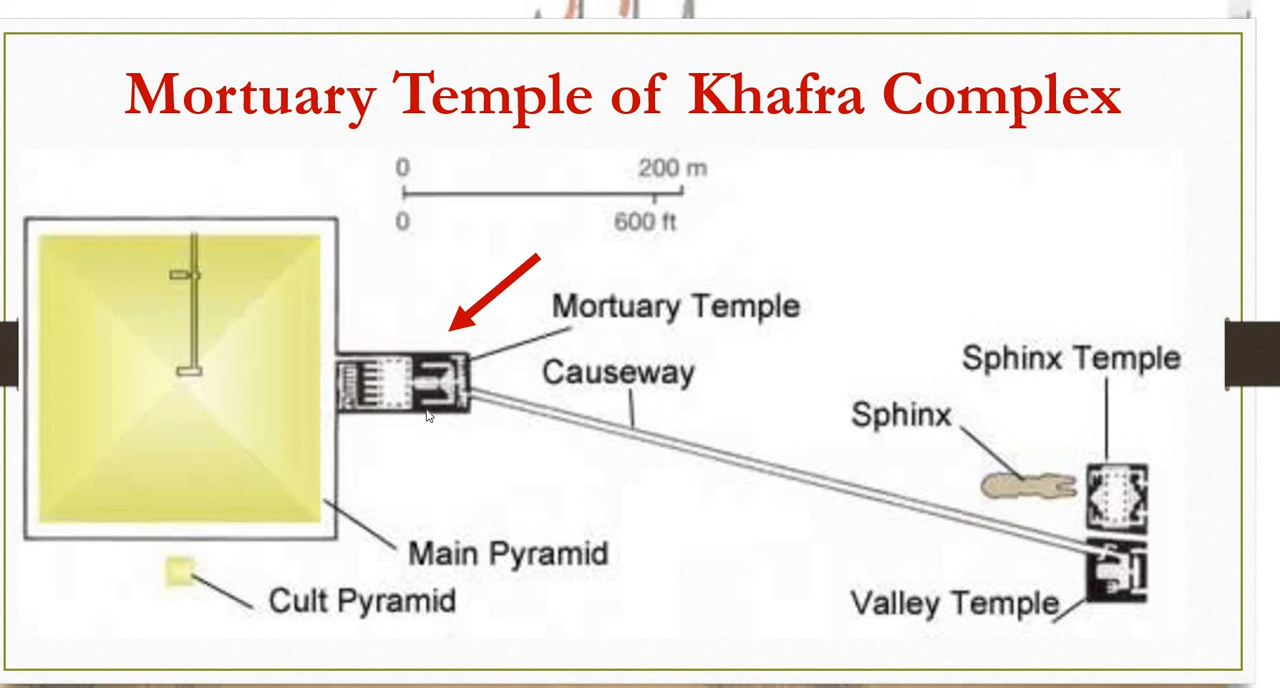 Mortuary Temple of Khafra Complex
0 200 m
0 600 ft
Mortuary Temple
Causeway
Sphinx Temple
Sphinx
Main Pyramid
Cult Pyramid
Valley Temple